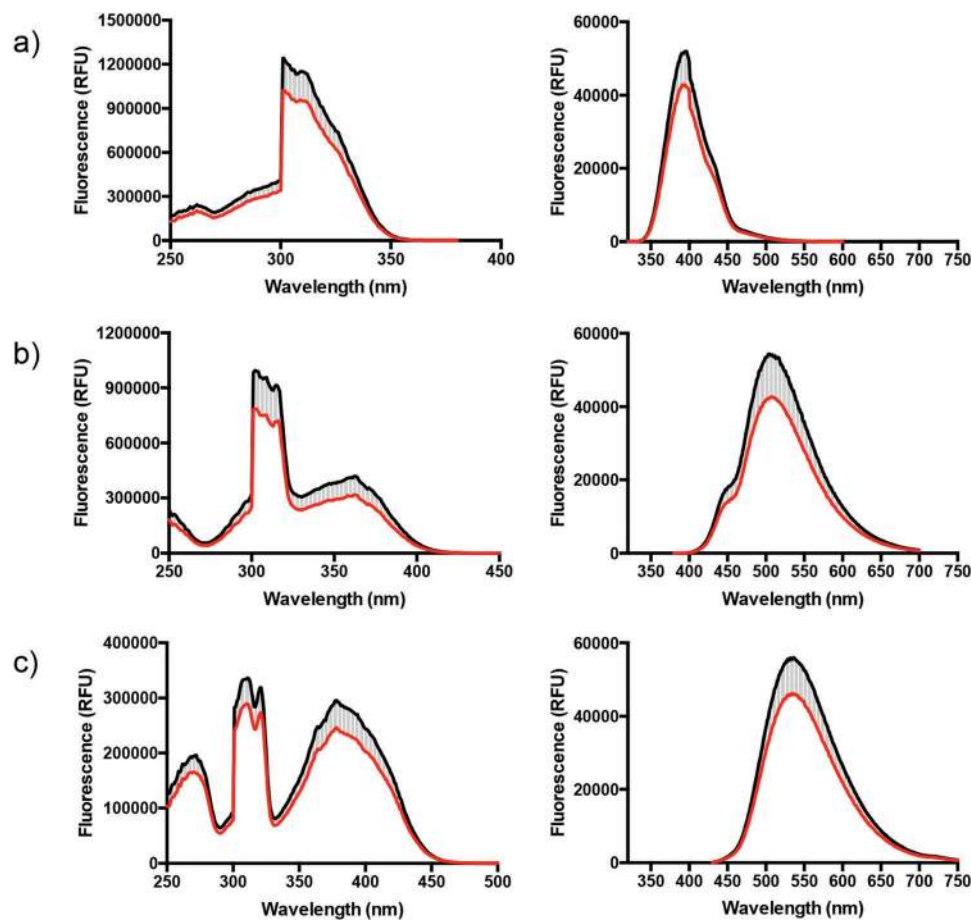 a)
Fluorescence (RFU)
1500000
1200000
900000
600000
300000
0
250 300 350 400
Wavelength (nm)
Fluorescence (RFU)
60000
40000
20000
0
350 400 450 500 550 600 650 700 750
Wavelength (nm)
b)
Fluorescence (RFU)
1200000
900000
600000
300000
0
250 300 350 400 450
Wavelength (nm)
Fluorescence (RFU)
60000
40000
20000
0
350 400 450 500 550 600 650 700 750
Wavelength (nm)
c)
Fluorescence (RFU)
400000
300000
200000
100000
0
250 300 350 400 450 500
Wavelength (nm)
Fluorescence (RFU)
60000
40000
20000
0
350 400 450 500 550 600 650 700 750
Wavelength (nm)